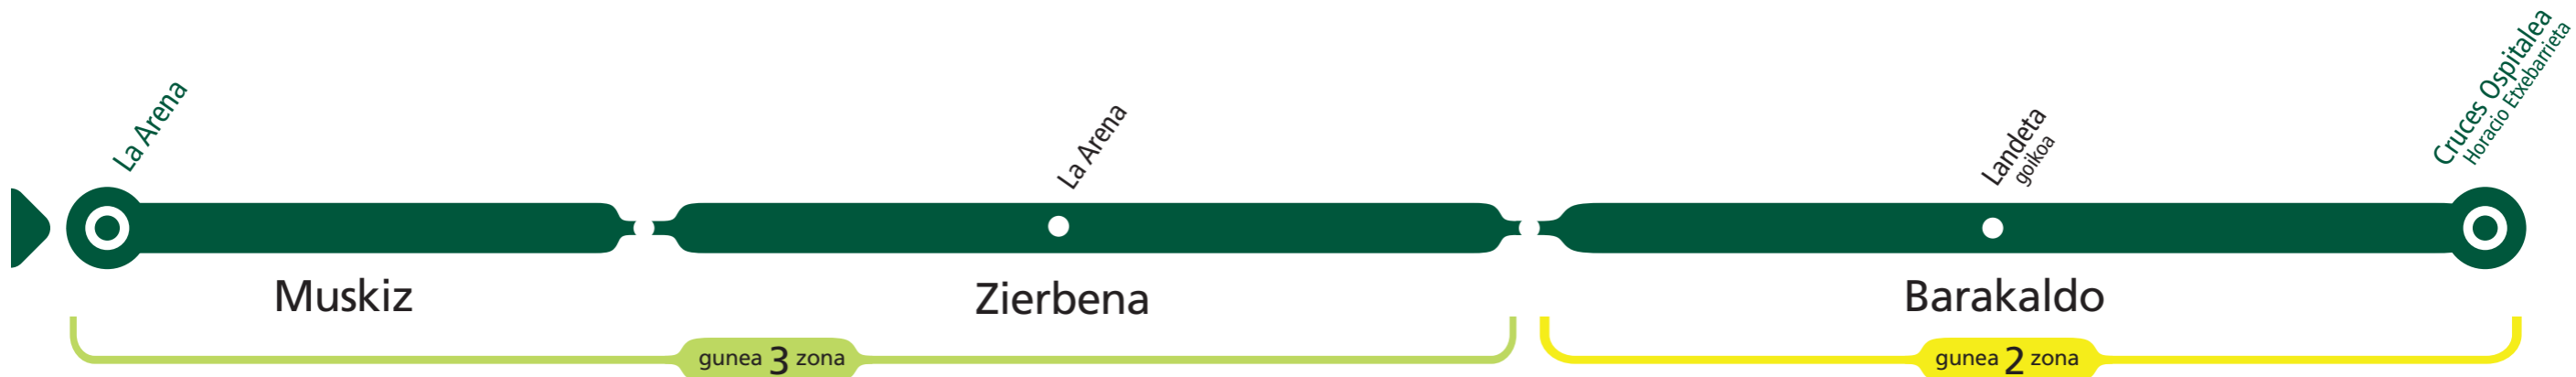 La Arena
La Arena
Landeta
goikoa
Cruces Ospitalea
Horacio Etxebarrieta
Muskiz
Zierbena
Barakaldo
gunea 3 zona
gunea 2 zona